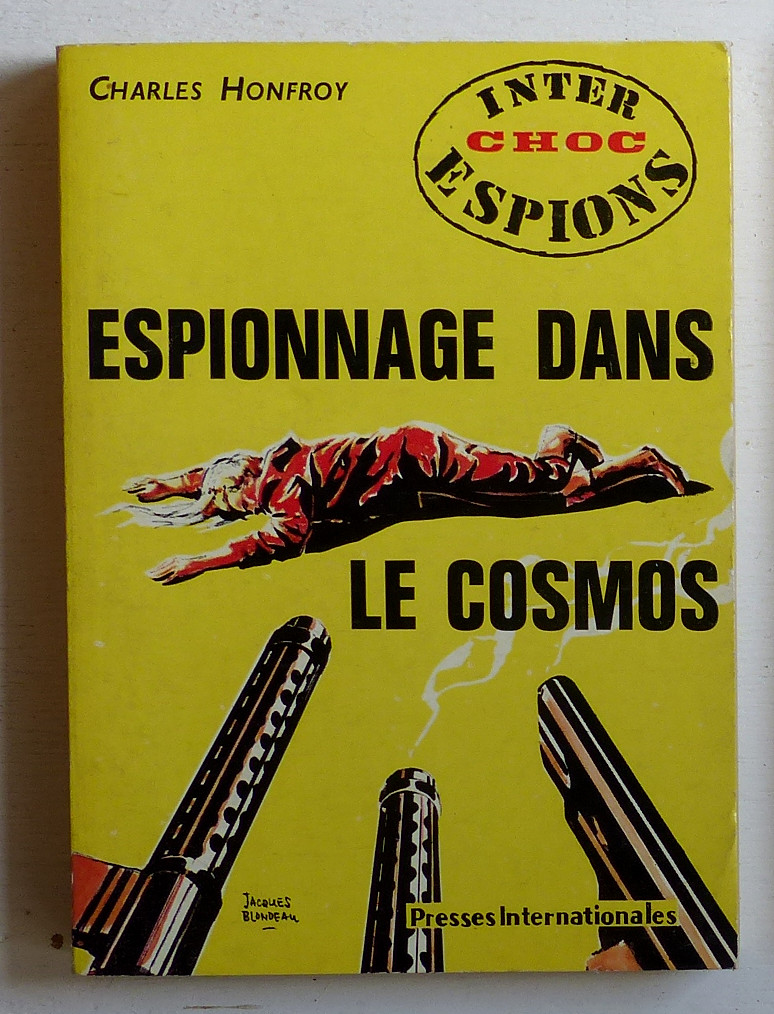 CHARLES HONFROY
INTER
CHOC
ESPIONS
ESPIONNAGE DANS
LE COSMOS
JACQUES
BLONDEAU
Presses Internationales